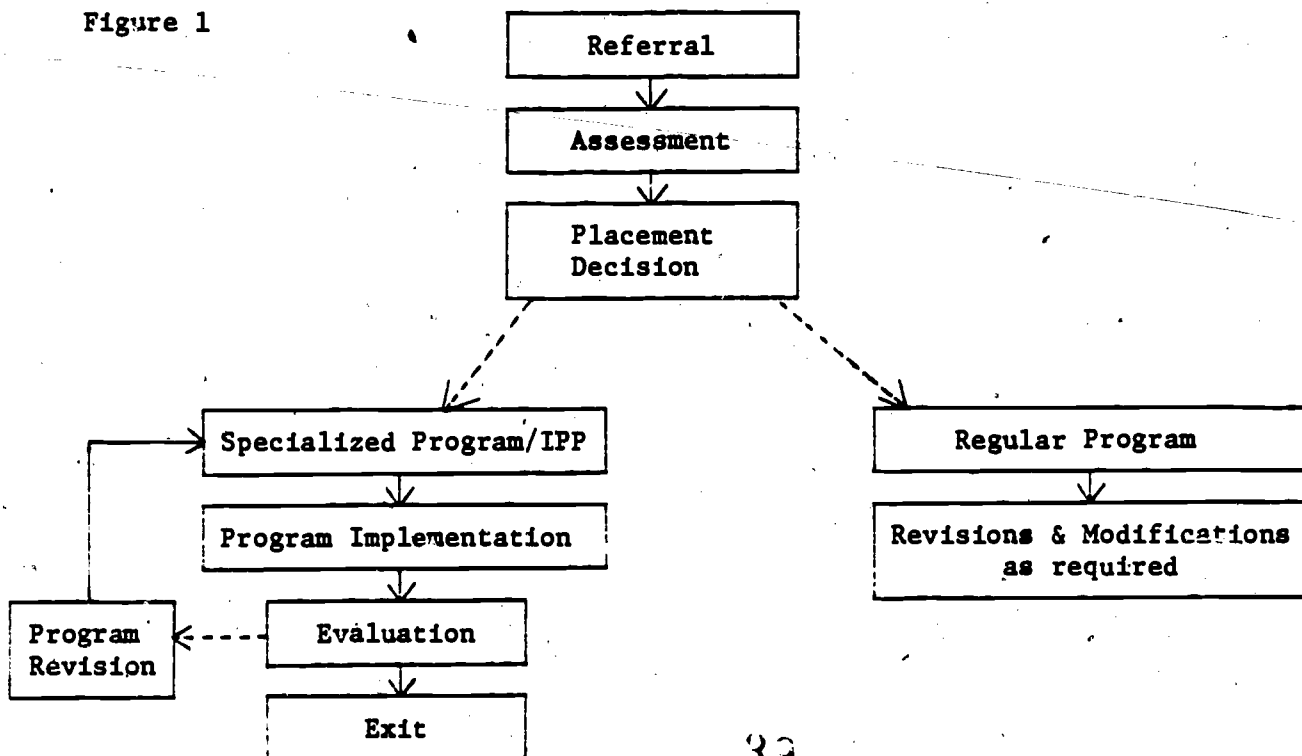 Figure 1
Referral
Assessment
Placement
Decision
Specialized Program/IPP
Regular Program
Program Implementation
Revisions & Modifications
as required
Program
Revision
Evaluation
Exit